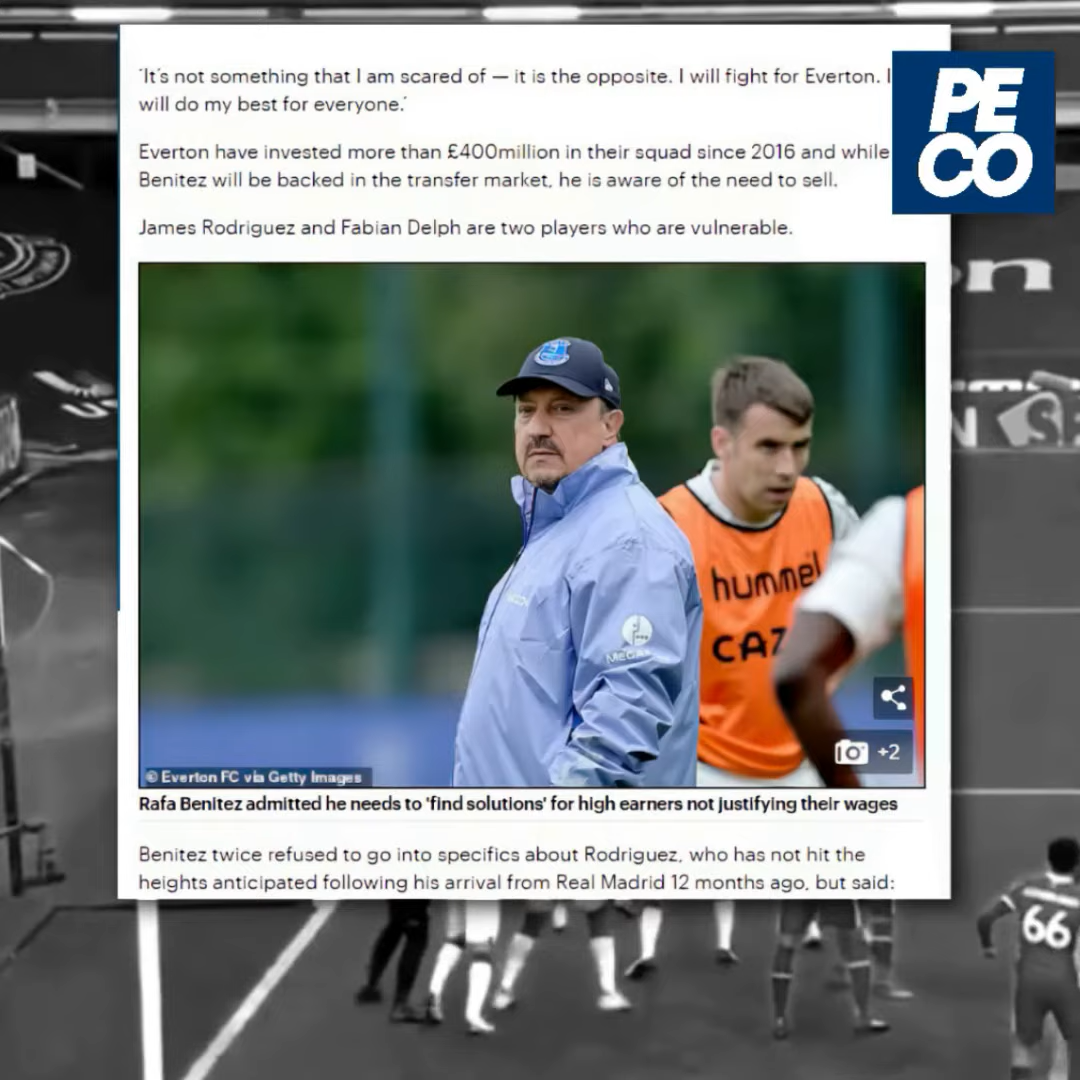 'It's not something that I am scared of — it is the opposite. I
will fight for Everton. I
will do my best for everyone.'
PE
CO
Everton have invested more than £400million in their squad since 2016 and while
Benitez will be backed in the transfer market, he is aware of the need to sell.
James Rodriguez and Fabian Delph are two players who are vulnerable.
hummel
CAZ
+2
© Everton FC via Getty Images
Rafa Benitez admitted he needs to 'find solutions' for high earners not justifying their wages
Benitez twice refused to go into specifics about Rodriguez, who has not hit the
heights anticipated following his arrival from Real Madrid 12 months ago, but said:
66